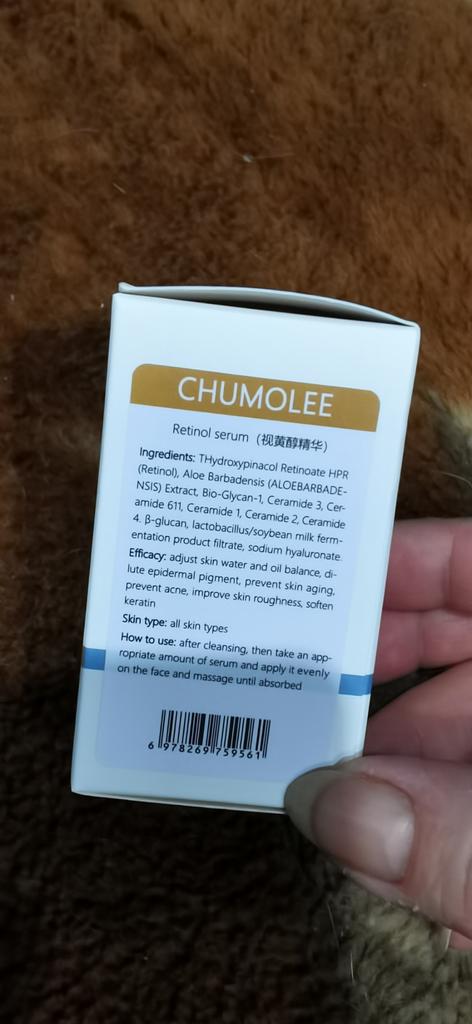 CHUMOLEE
Retinol serum（视黄醇精华）
Ingredients: THydroxypinacol Retinoate HPR
(Retinol), Aloe Barbadensis (ALOEBARBADE-
NSIS) Extract, Bio-Glycan-1, Ceramide 3, Cer-
amide 611, Ceramide 1, Ceramide 2, Ceramide
4. β-glucan, lactobacillus/soybean milk ferm-
entation product filtrate, sodium hyaluronate.
Efficacy: adjust skin water and oil balance, di-
lute epidermal pigment, prevent skin aging,
prevent acne, improve skin roughness, soften
keratin
Skin type: all skin types
How to use: after cleansing, then take an app-
ropriate amount of serum and apply it evenly
on the face and massage until absorbed
6 978269 759561